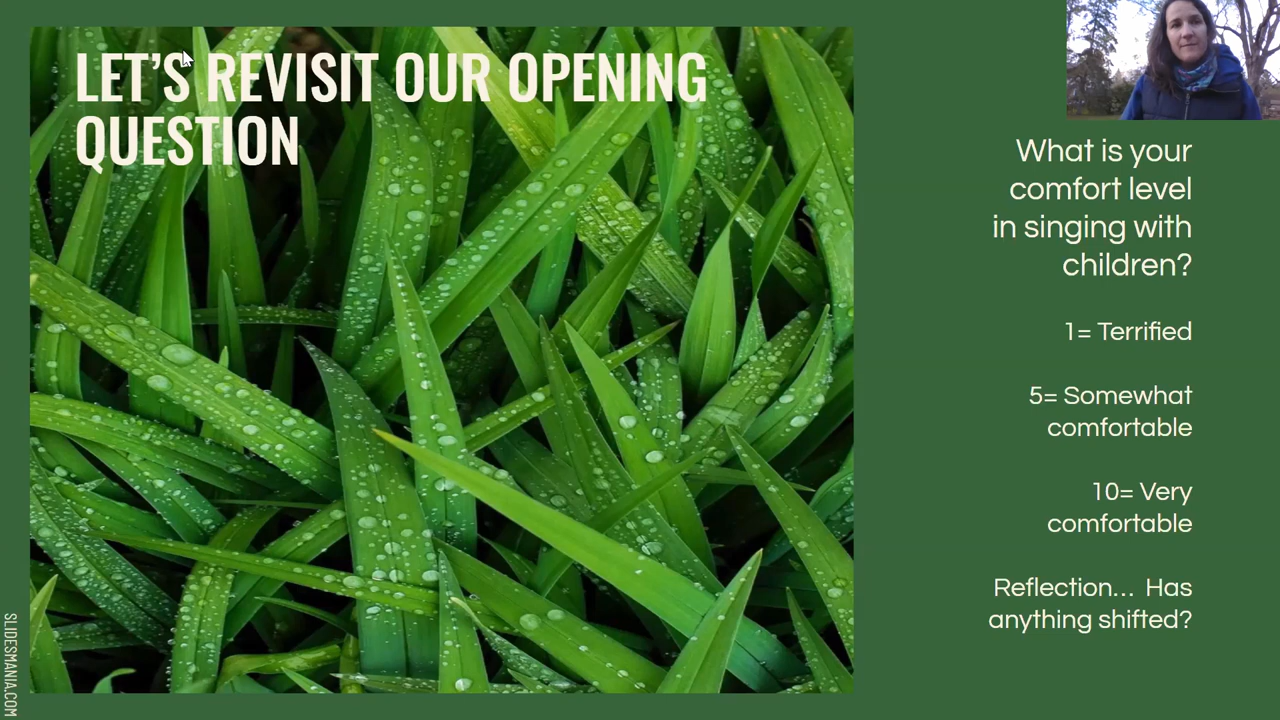 LET’S REVISIT OUR OPENING
QUESTION
What is your
comfort level
in singing with
children?
1= Terrified
5= Somewhat
comfortable
10= Very
comfortable
Reflection... Has
anything shifted?
SLIDESMANIA.COM